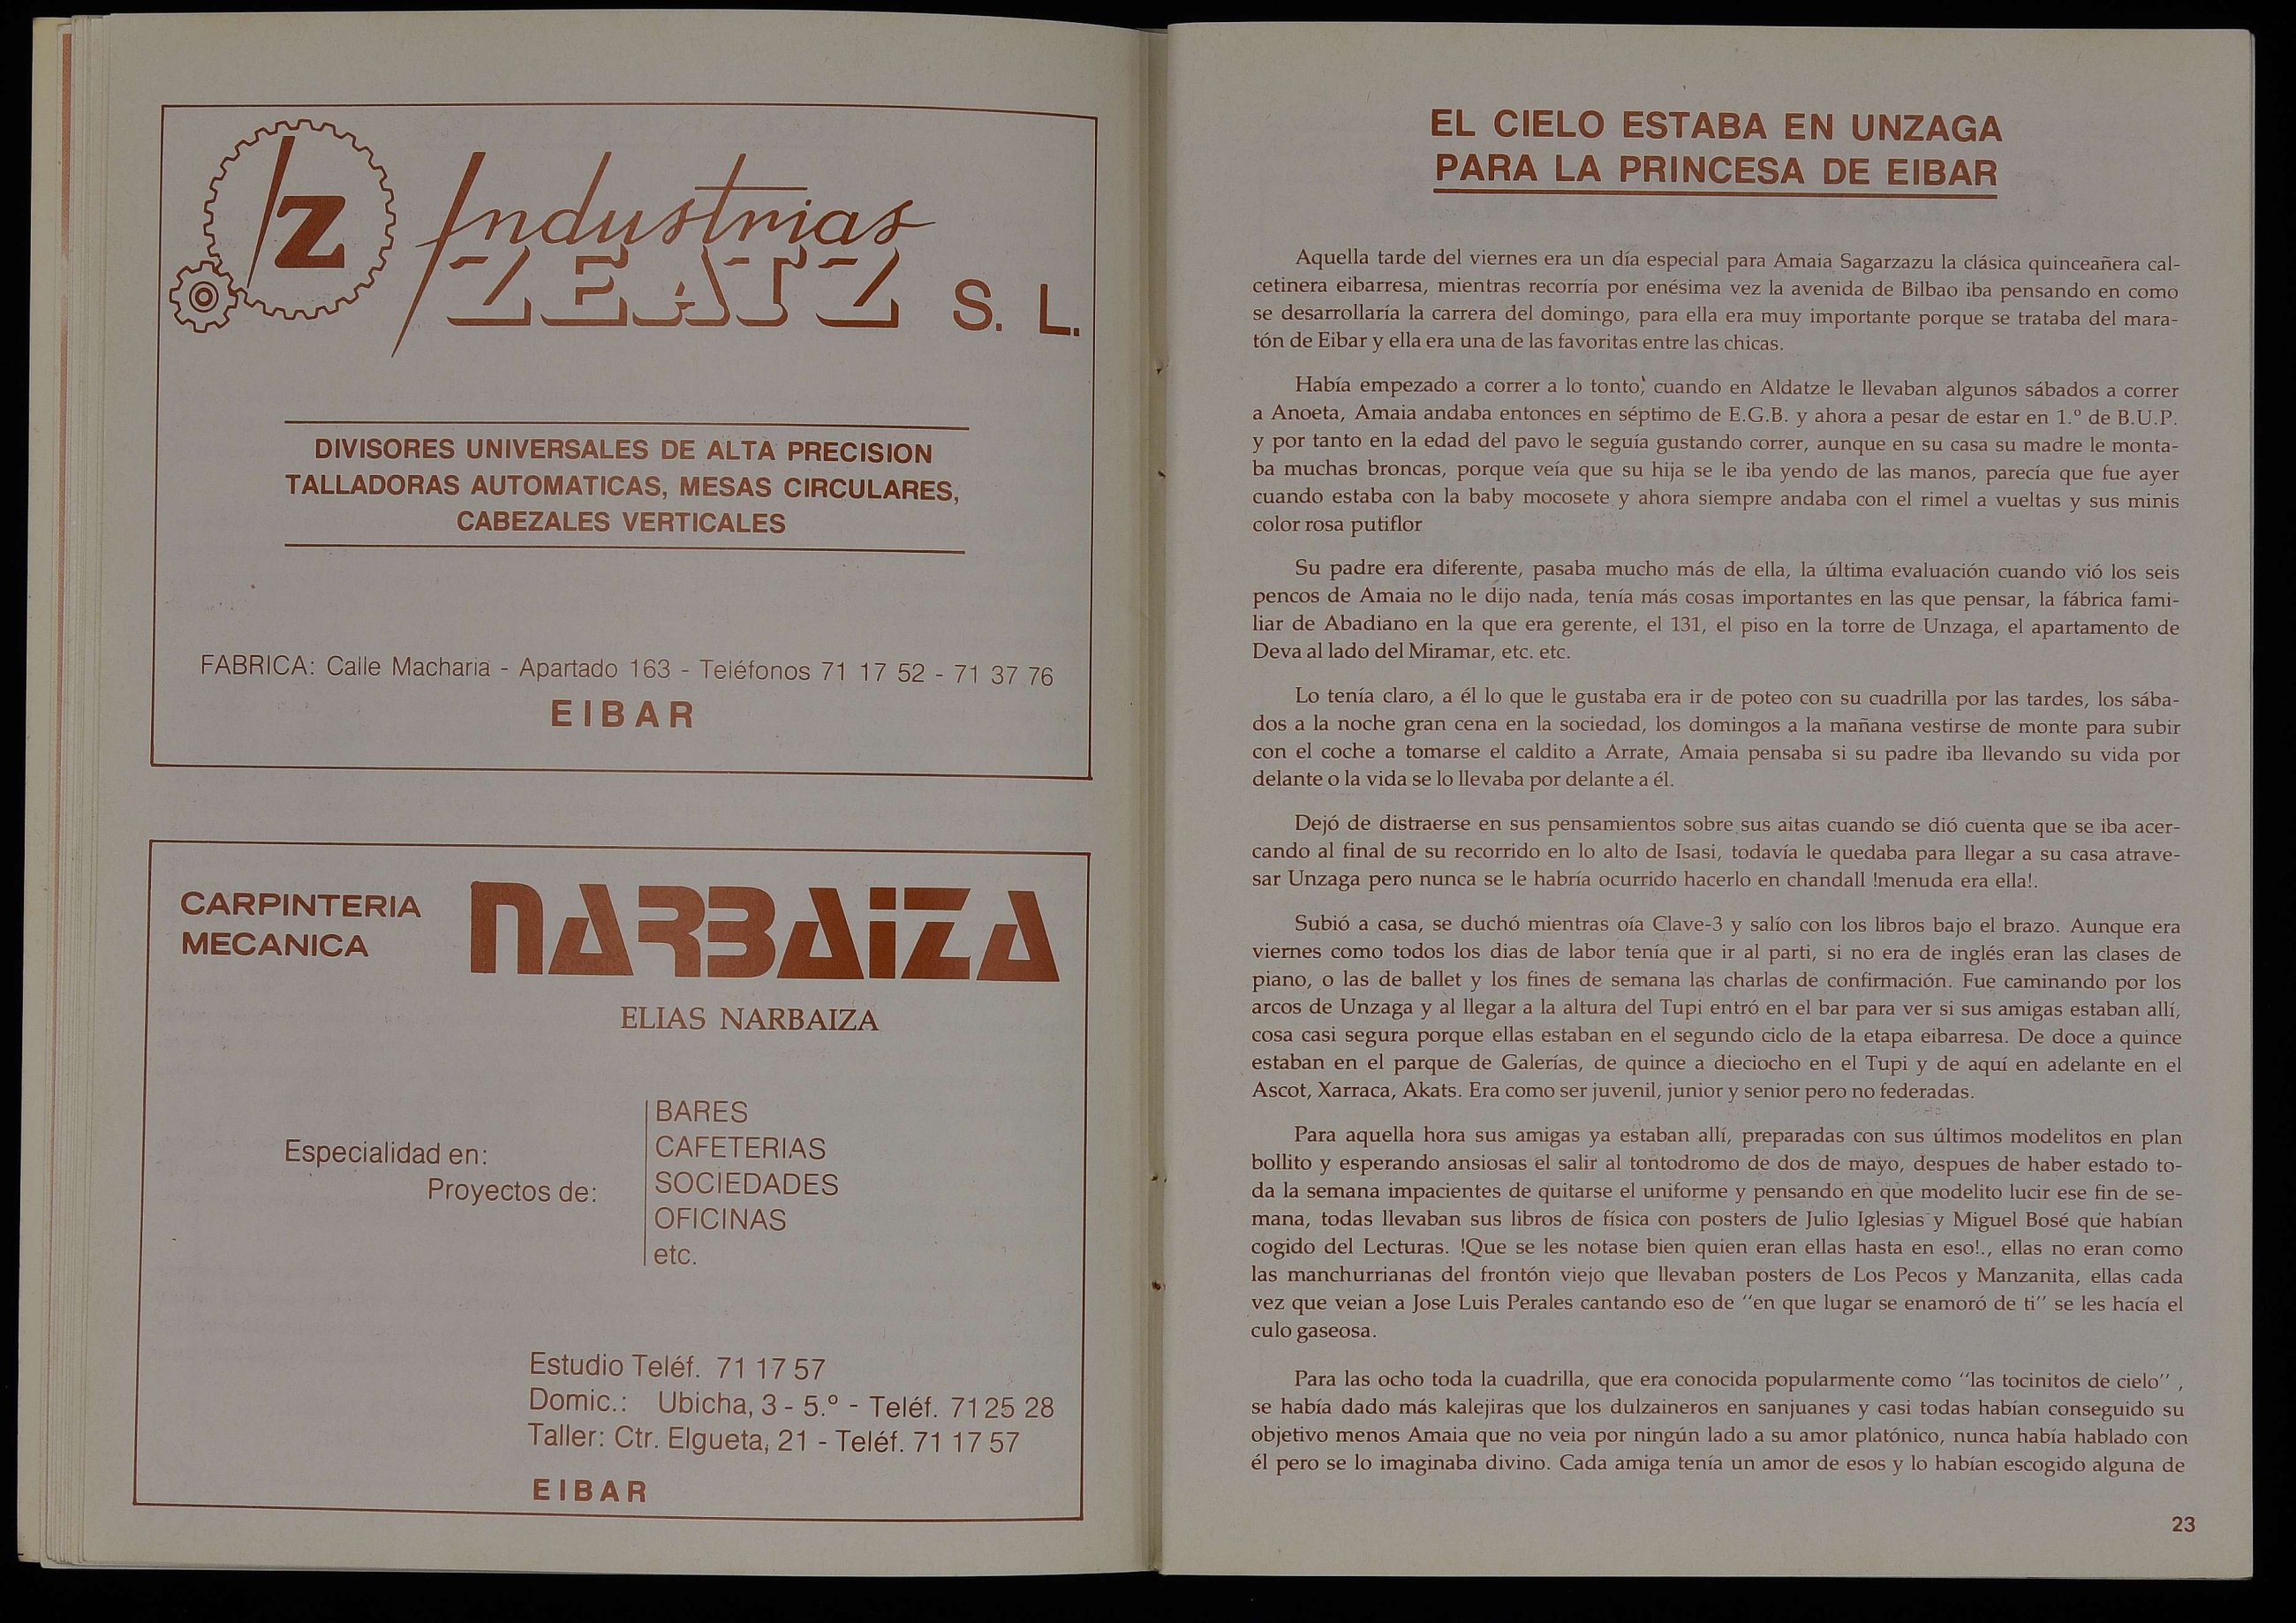 Z
Industrias
ZEATZ S. L.
DIVISORES UNIVERSALES DE ALTA PRECISION
TALLADORAS AUTOMATICAS, MESAS CIRCULARES,
CABEZALES VERTICALES
FABRICA: Calle Macharia - Apartado 163 - Teléfonos 71 17 52 - 71 37 76
EIBAR
CARPINTERIA
MECANICA
NARBAIZA
ELIAS NARBAIZA
Especialidad en:
Proyectos de:
BARES
CAFETERIAS
SOCIEDADES
OFICINAS
etc.
Estudio Teléf. 71 17 57
Domic.: Ubicha, 3 - 5.º - Teléf. 71 25 28
Taller: Ctr. Elgueta, 21 - Teléf. 71 17 57
EIBAR
EL CIELO ESTABA EN UNZAGA
PARA LA PRINCESA DE EIBAR
Aquella tarde del viernes era un día especial para Amaia Sagarzazu la clásica quinceañera cal-
cetinera eibarresa, mientras recorría por enésima vez la avenida de Bilbao iba pensando en como
se desarrollaría la carrera del domingo, para ella era muy importante porque se trataba del mara-
tón de Eibar y ella era una de las favoritas entre las chicas.
Había empezado a correr a lo tonto, cuando en Aldatze le llevaban algunos sábados a correr
a Anoeta, Amaia andaba entonces en séptimo de E.G.B. y ahora a pesar de estar en 1.º de B.U.P.
y por tanto en la edad del pavo le seguía gustando correr, aunque en su casa su madre le monta-
ba muchas broncas, porque veía que su hija se le iba yendo de las manos, parecía que fue ayer
cuando estaba con la baby mocosete y ahora siempre andaba con el rimel a vueltas y sus minis
color rosa putiflor
Su padre era diferente, pasaba mucho más de ella, la última evaluación cuando vió los seis
pencos de Amaia no le dijo nada, tenía más cosas importantes en las que pensar, la fábrica fami-
liar de Abadiano en la que era gerente, el 131, el piso en la torre de Unzaga, el apartamento de
Deva al lado del Miramar, etc. etc.
Lo tenía claro, a él lo que le gustaba era ir de poteo con su cuadrilla por las tardes, los sába-
dos a la noche gran cena en la sociedad, los domingos a la mañana vestirse de monte para subir
con el coche a tomarse el caldito a Arrate, Amaia pensaba si su padre iba llevando su vida por
delante o la vida se lo llevaba por delante a él.
Dejó de distraerse en sus pensamientos sobre sus aitas cuando se dió cuenta que se iba acer-
cando al final de su recorrido en lo alto de Isasi, todavía le quedaba para llegar a su casa atrave-
sar Unzaga pero nunca se le habría ocurrido hacerlo en chandall !menuda era ella!.
Subió a casa, se duchó mientras oía Clave-3 y salío con los libros bajo el brazo. Aunque era
viernes como todos los dias de labor tenía que ir al parti, si no era de inglés eran las clases de
piano, o las de ballet y los fines de semana las charlas de confirmación. Fue caminando por los
arcos de Unzaga y al llegar a la altura del Tupi entró en el bar para ver si sus amigas estaban allí,
cosa casi segura porque ellas estaban en el segundo ciclo de la etapa eibarresa. De doce a quince
estaban en el parque de Galerías, de quince a dieciocho en el Tupi y de aquí en adelante en el
Ascot, Xarraca, Akats. Era como ser juvenil, junior y senior pero no federadas.
Para aquella hora sus amigas ya estaban allí, preparadas con sus últimos modelitos en plan
bollito y esperando ansiosas el salir al tontodromo de dos de mayo, despues de haber estado to-
da la semana impacientes de quitarse el uniforme y pensando en que modelito lucir ese fin de se-
mana, todas llevaban sus libros de física con posters de Julio Iglesias y Miguel Bosé que habían
cogido del Lecturas. !Que se les notase bien quien eran ellas hasta en eso!., ellas no eran como
las manchurrianas del frontón viejo que llevaban posters de Los Pecos y Manzanita, ellas cada
vez que veian a Jose Luis Perales cantando eso de "en que lugar se enamoró de ti" se les hacía el
culo gaseosa.
Para las ocho toda la cuadrilla, que era conocida popularmente como "las tocinitos de cielo" ,
se había dado más kalejiras que los dulzaineros en sanjuanes y casi todas habían conseguido su
objetivo menos Amaia que no veia por ningún lado a su amor platónico, nunca había hablado con
él pero se lo imaginaba divino. Cada amiga tenía un amor de esos y lo habían escogido alguna de
23